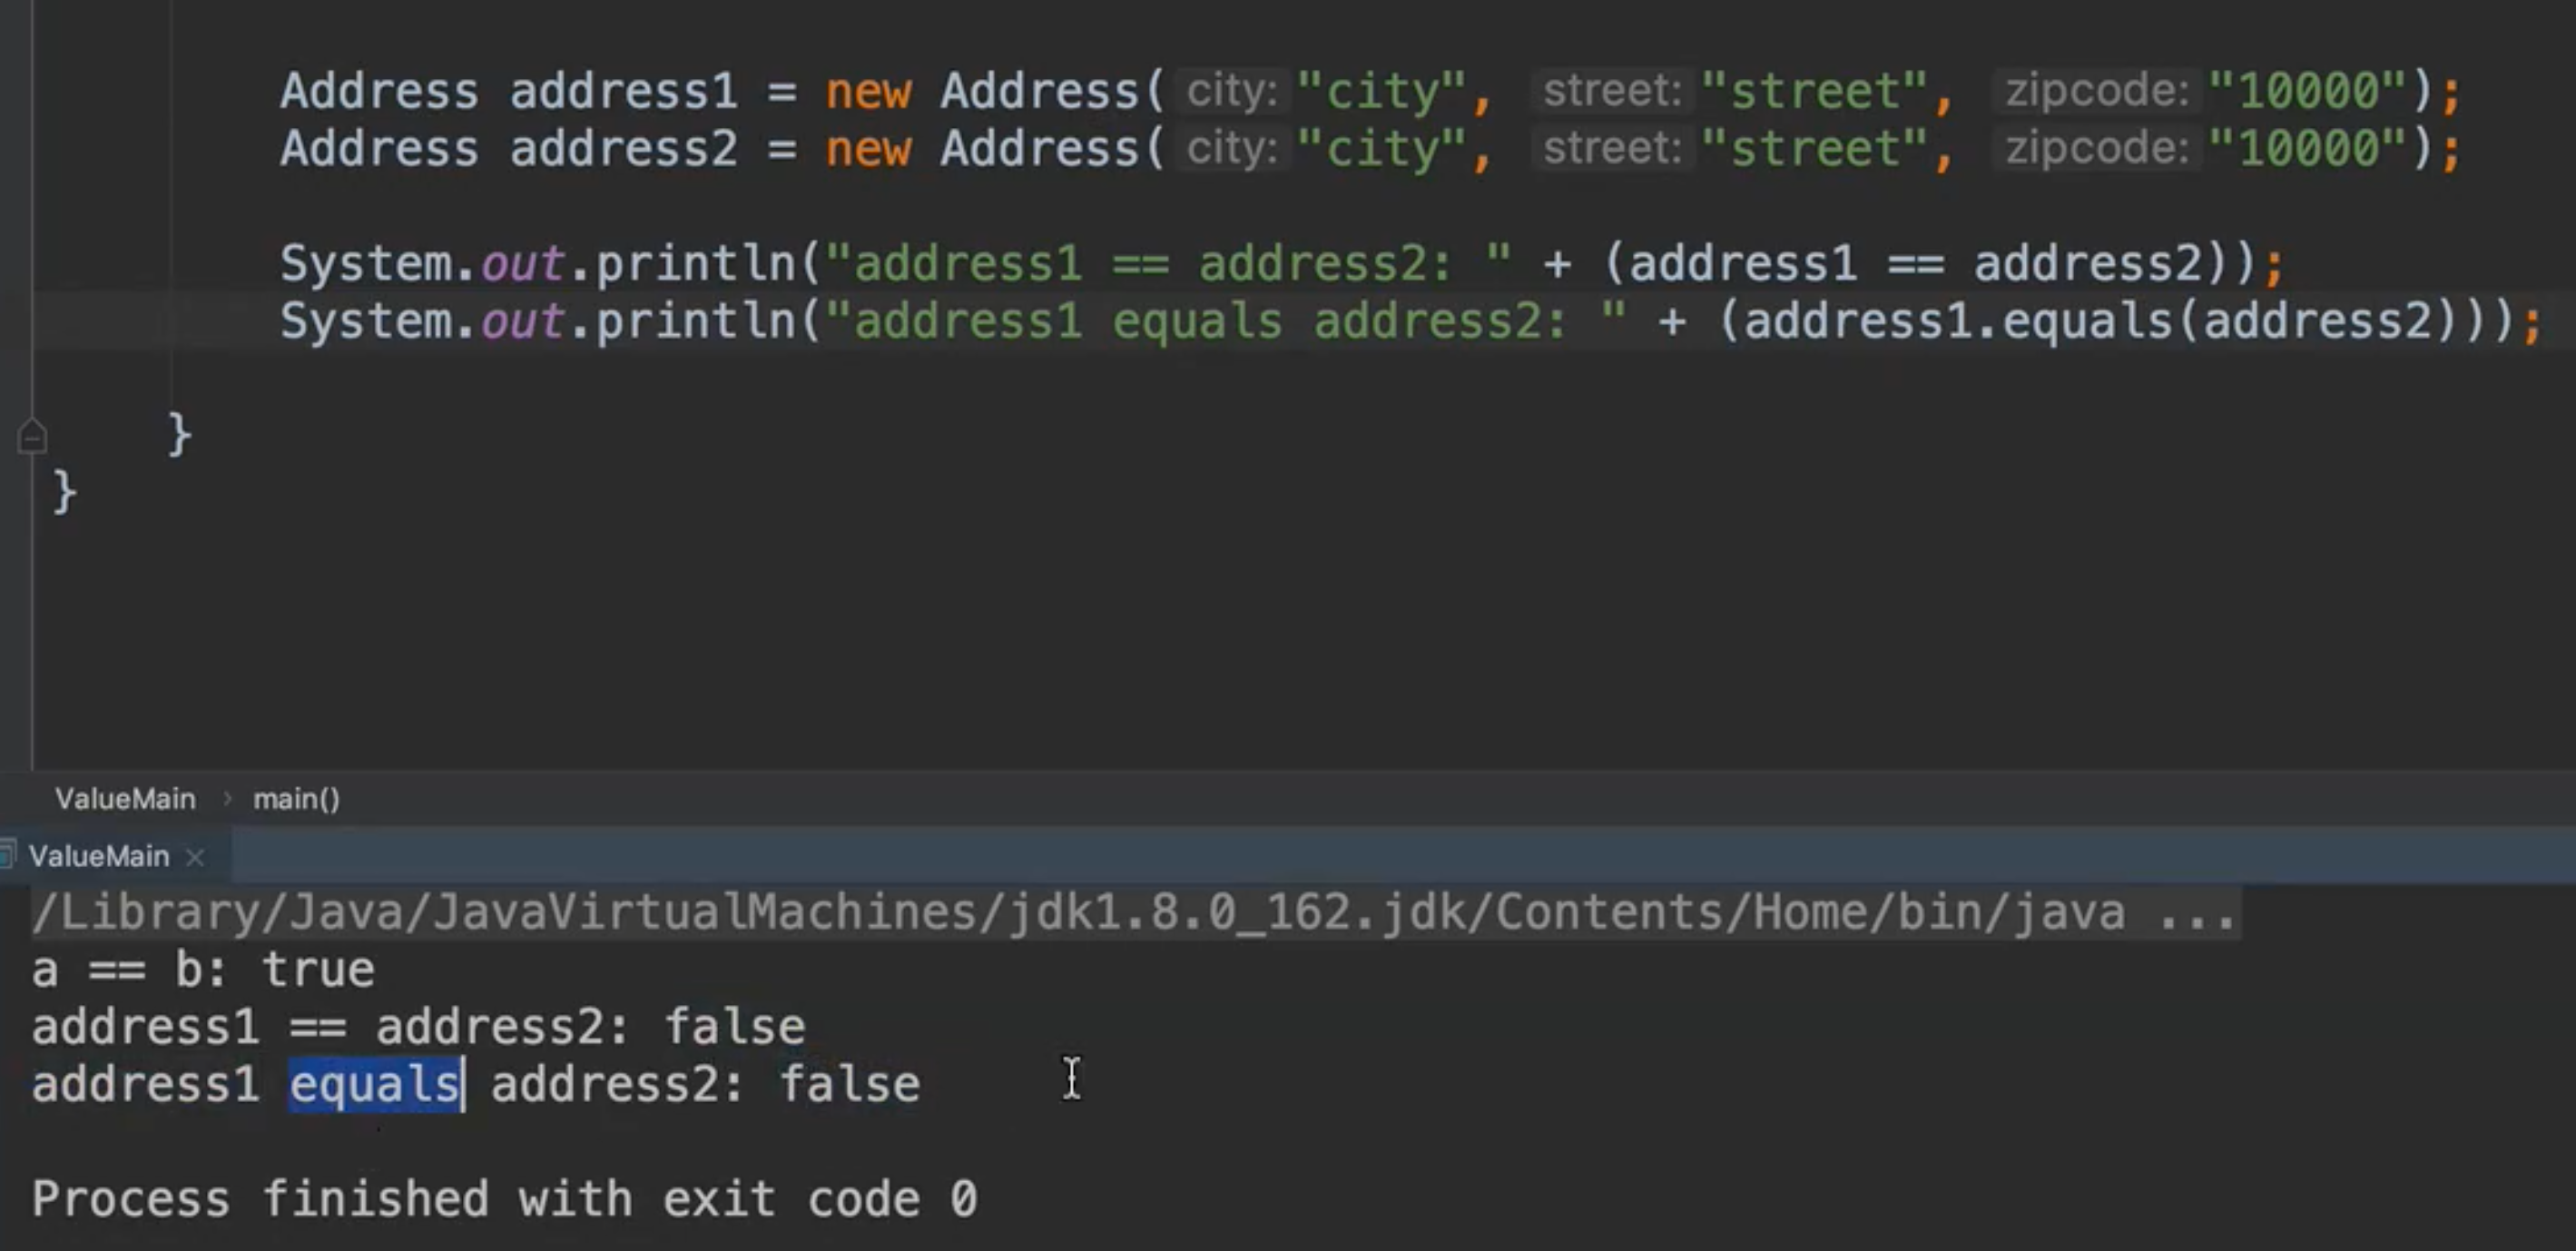 Address address1 = new Address( city: "city", street: "street", zipcode: "10000");
Address address2 = new Address( city: "city", street: "street", zipcode: "10000");
System.out.println("address1 == address2: " + (address1 == address2));
System.out.println("address1 equals address2: " + (address1.equals(address2)));
}
}
ValueMain › main()
ValueMain ×
/Library/Java/JavaVirtualMachines/jdk1.8.0_162.jdk/Contents/Home/bin/java ...
a == b: true
address1 == address2: false
address1 equals address2: false
Process finished with exit code 0